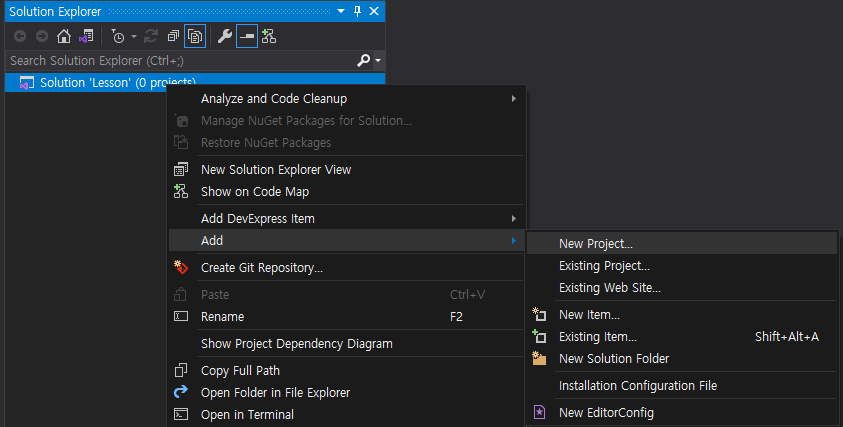 Solution Explorer
Search Solution Explorer (Ctrl+;)
Solution 'Lesson' (0 projects)
Analyze and Code Cleanup
Manage NuGet Packages for Solution...
Restore NuGet Packages
New Solution Explorer View
Show on Code Map
Add DevExpress Item
Add
Create Git Repository...
Paste Ctrl+V
Rename F2
Show Project Dependency Diagram
Copy Full Path
Open Folder in File Explorer
Open in Terminal
New Project...
Existing Project...
Existing Web Site...
New Item...
Existing Item... Shift+Alt+A
New Solution Folder
Installation Configuration File
New EditorConfig